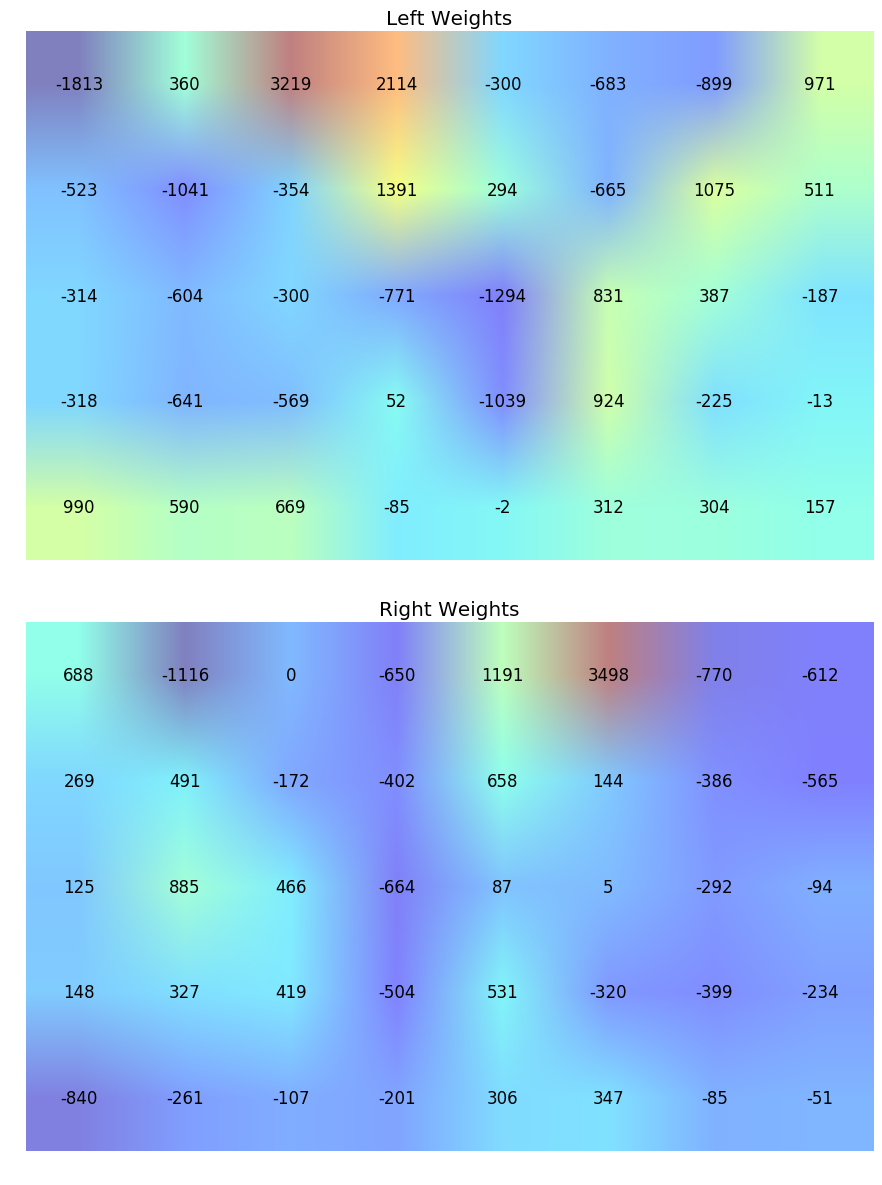 Left Weights
-1813 360 3219 2114 -300 -683 -899 971
-523 -1041 -354 1391 294 -665 1075 511
-314 -604 -300 -771 -1294 831 387 -187
-318 -641 -569 52 -1039 924 -225 -13
990 590 669 -85 -2 312 304 157
Right Weights
688 -1116 0 -650 1191 3498 -770 -612
269 491 -172 -402 658 144 -386 -565
125 885 466 -664 87 5 -292 -94
148 327 419 -504 531 -320 -399 -234
-840 -261 -107 -201 306 347 -85 -51